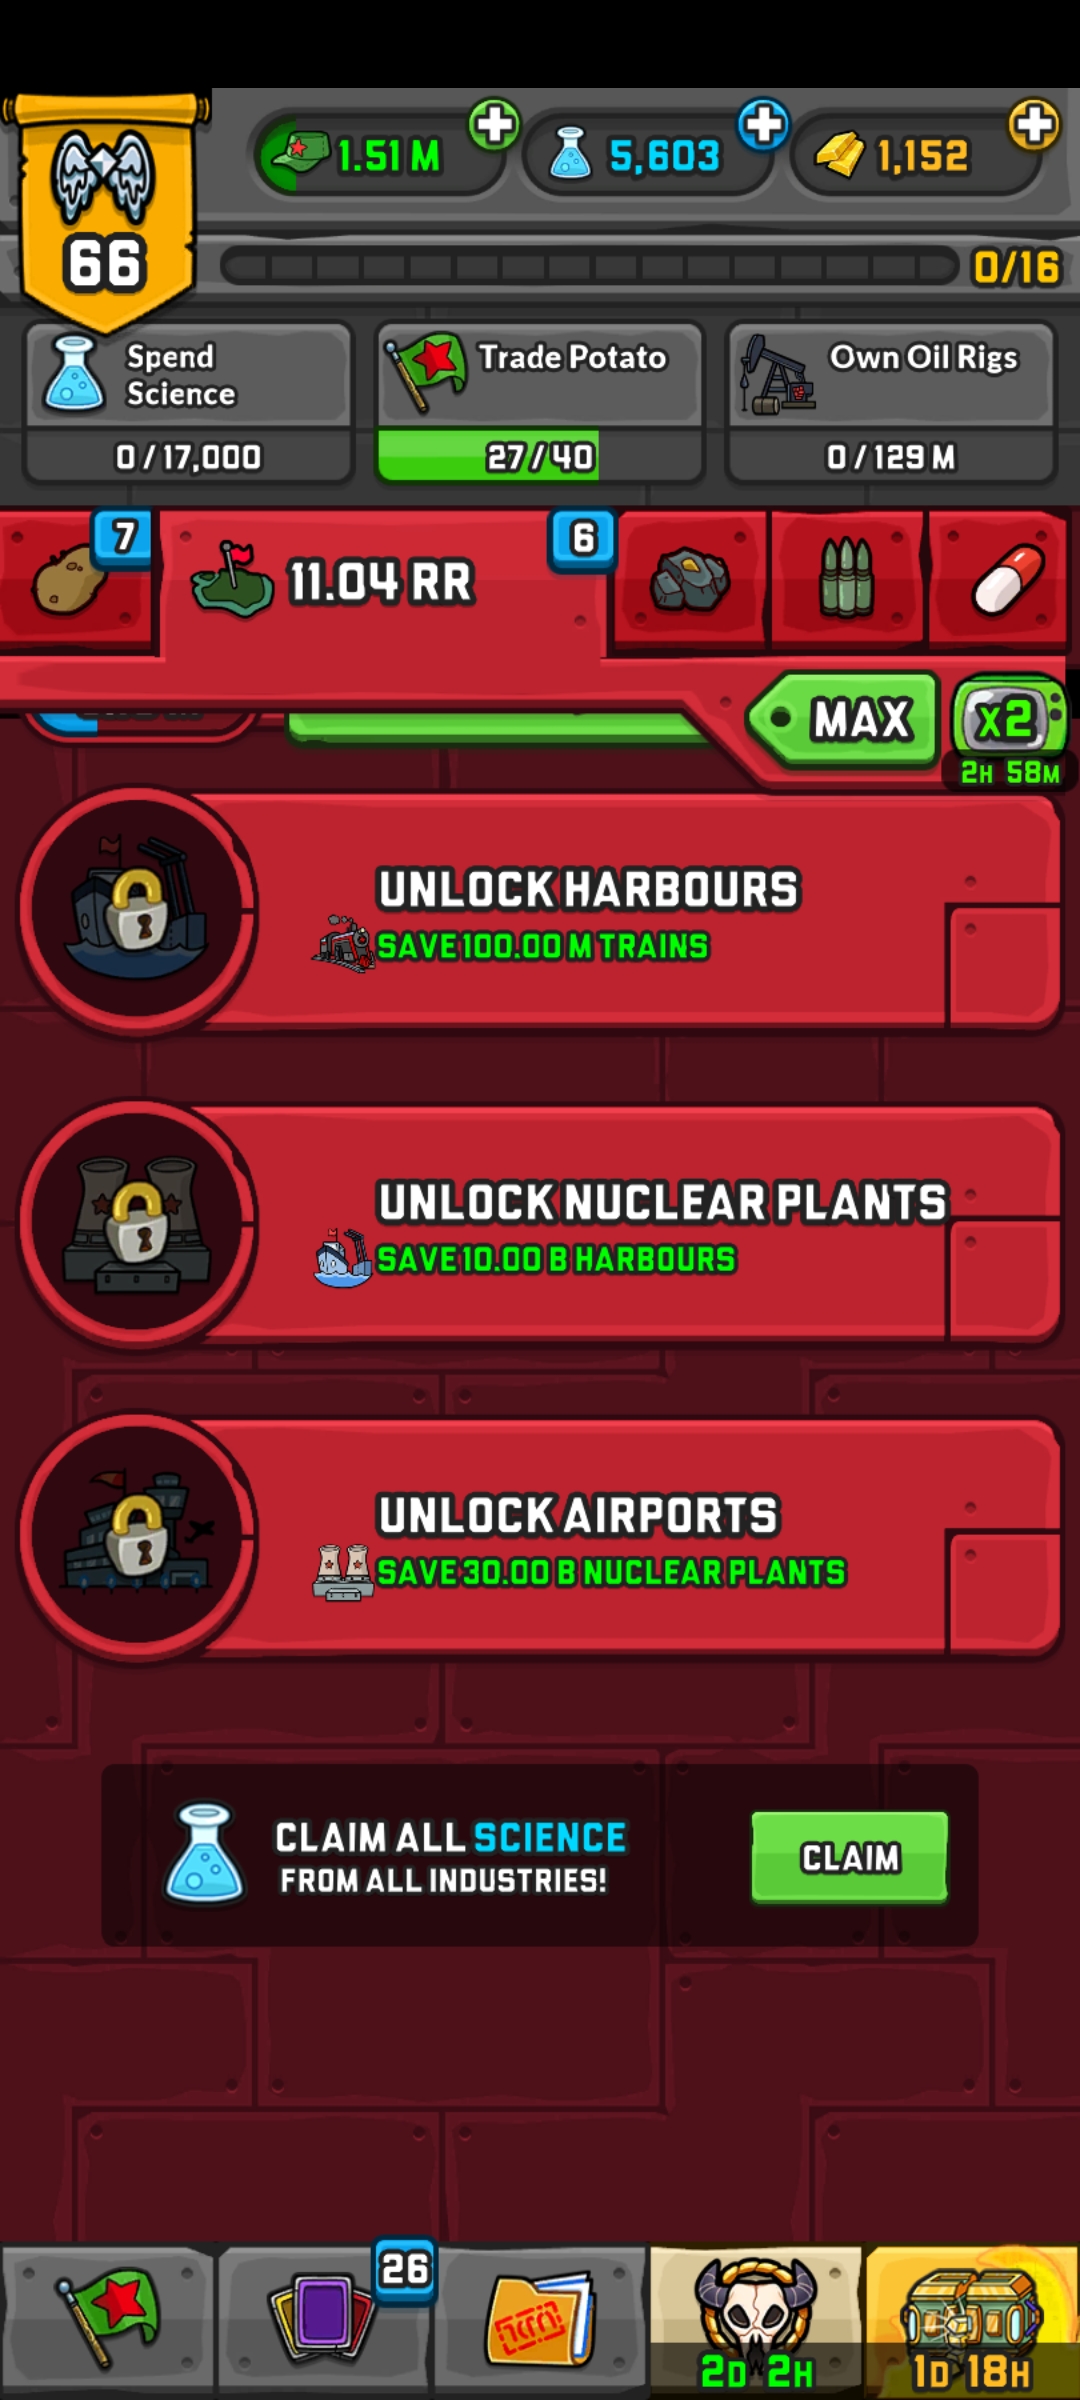 1.51 M
5,603
1,152
66
0/16
Spend
Science
0 / 17,000
Trade Potato
27 / 40
Own Oil Rigs
0 / 129 M
7
11.04 RR
6
MAX
X2
2H 58M
UNLOCK HARBOURS
SAVE 100.00 M TRAINS
UNLOCK NUCLEAR PLANTS
SAVE 10.00 B HARBOURS
UNLOCK AIRPORTS
SAVE 30.00 B NUCLEAR PLANTS
CLAIM ALL SCIENCE
FROM ALL INDUSTRIES!
CLAIM
26
2D 2H
1D 18H